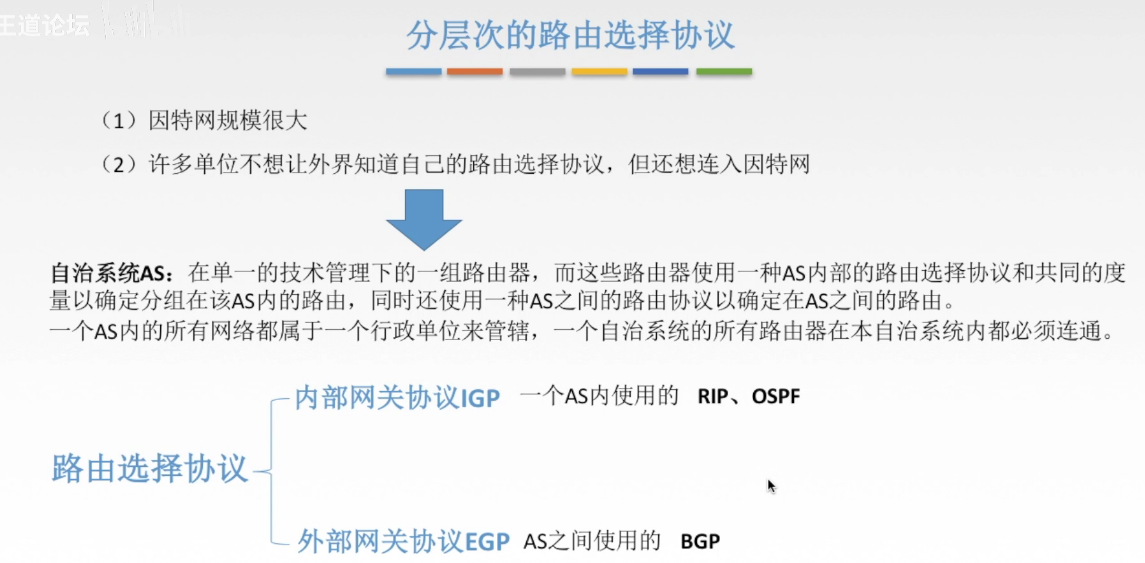 王道论坛
分层次的路由选择协议
（1）因特网规模很大
（2）许多单位不想让外界知道自己的路由选择协议，但还想连入因特网
自治系统AS：在单一的技术管理下的一组路由器，而这些路由器使用一种AS内部的路由选择协议和共同的度
量以确定分组在该AS内的路由，同时还使用一种AS之间的路由协议以确定在AS之间的路由。
一个AS内的所有网络都属于一个行政单位来管辖，一个自治系统的所有路由器在本自治系统内都必须连通。
内部网关协议IGP 一个AS内使用的 RIP、OSPF
路由选择协议
外部网关协议EGP AS之间使用的 BGP